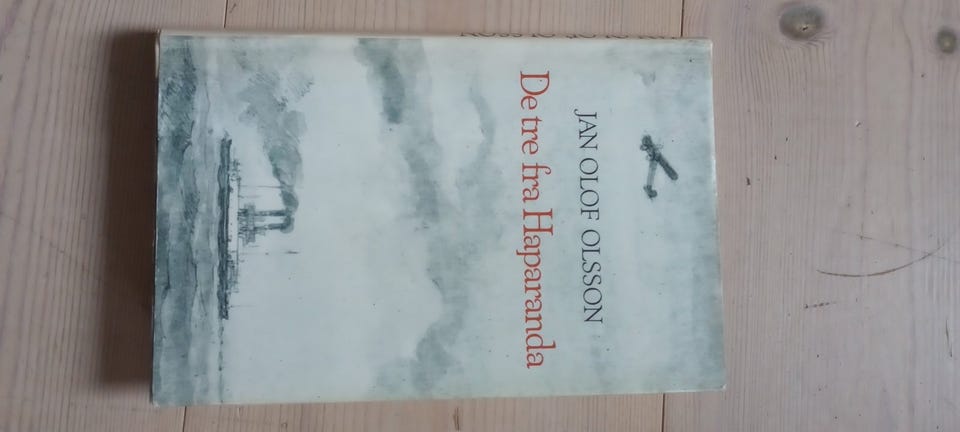 JAN OLOF OLSSON
De tre fra Haparanda